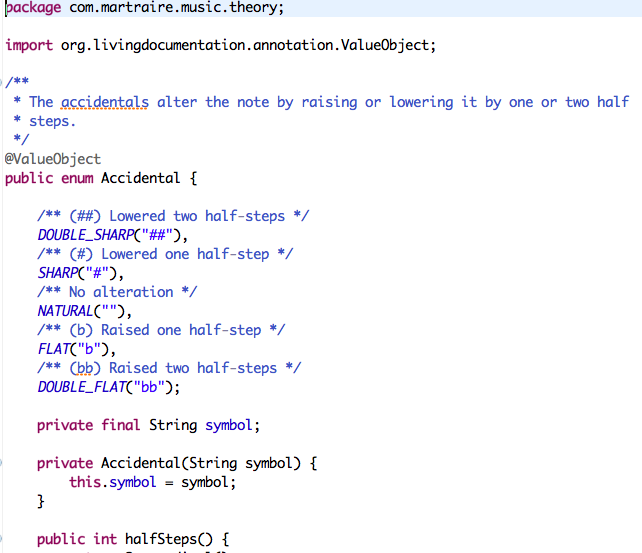 package com.martraire.music.theory;
import org.livingdocumentation.annotation.ValueObject;
/**
* The accidentals alter the note by raising or lowering it by one or two half
* steps.
*/
@ValueObject
public enum Accidental {
/** (##) Lowered two half-steps */
DOUBLE_SHARP("##"),
/** (#) Lowered one half-step */
SHARP("#"),
/** No alteration */
NATURAL(""),
/** (b) Raised one half-step */
FLAT("b"),
/** (bb) Raised two half-steps */
DOUBLE_FLAT("bb");
private final String symbol;
private Accidental(String symbol) {
this.symbol = symbol;
}
public int halfSteps() {